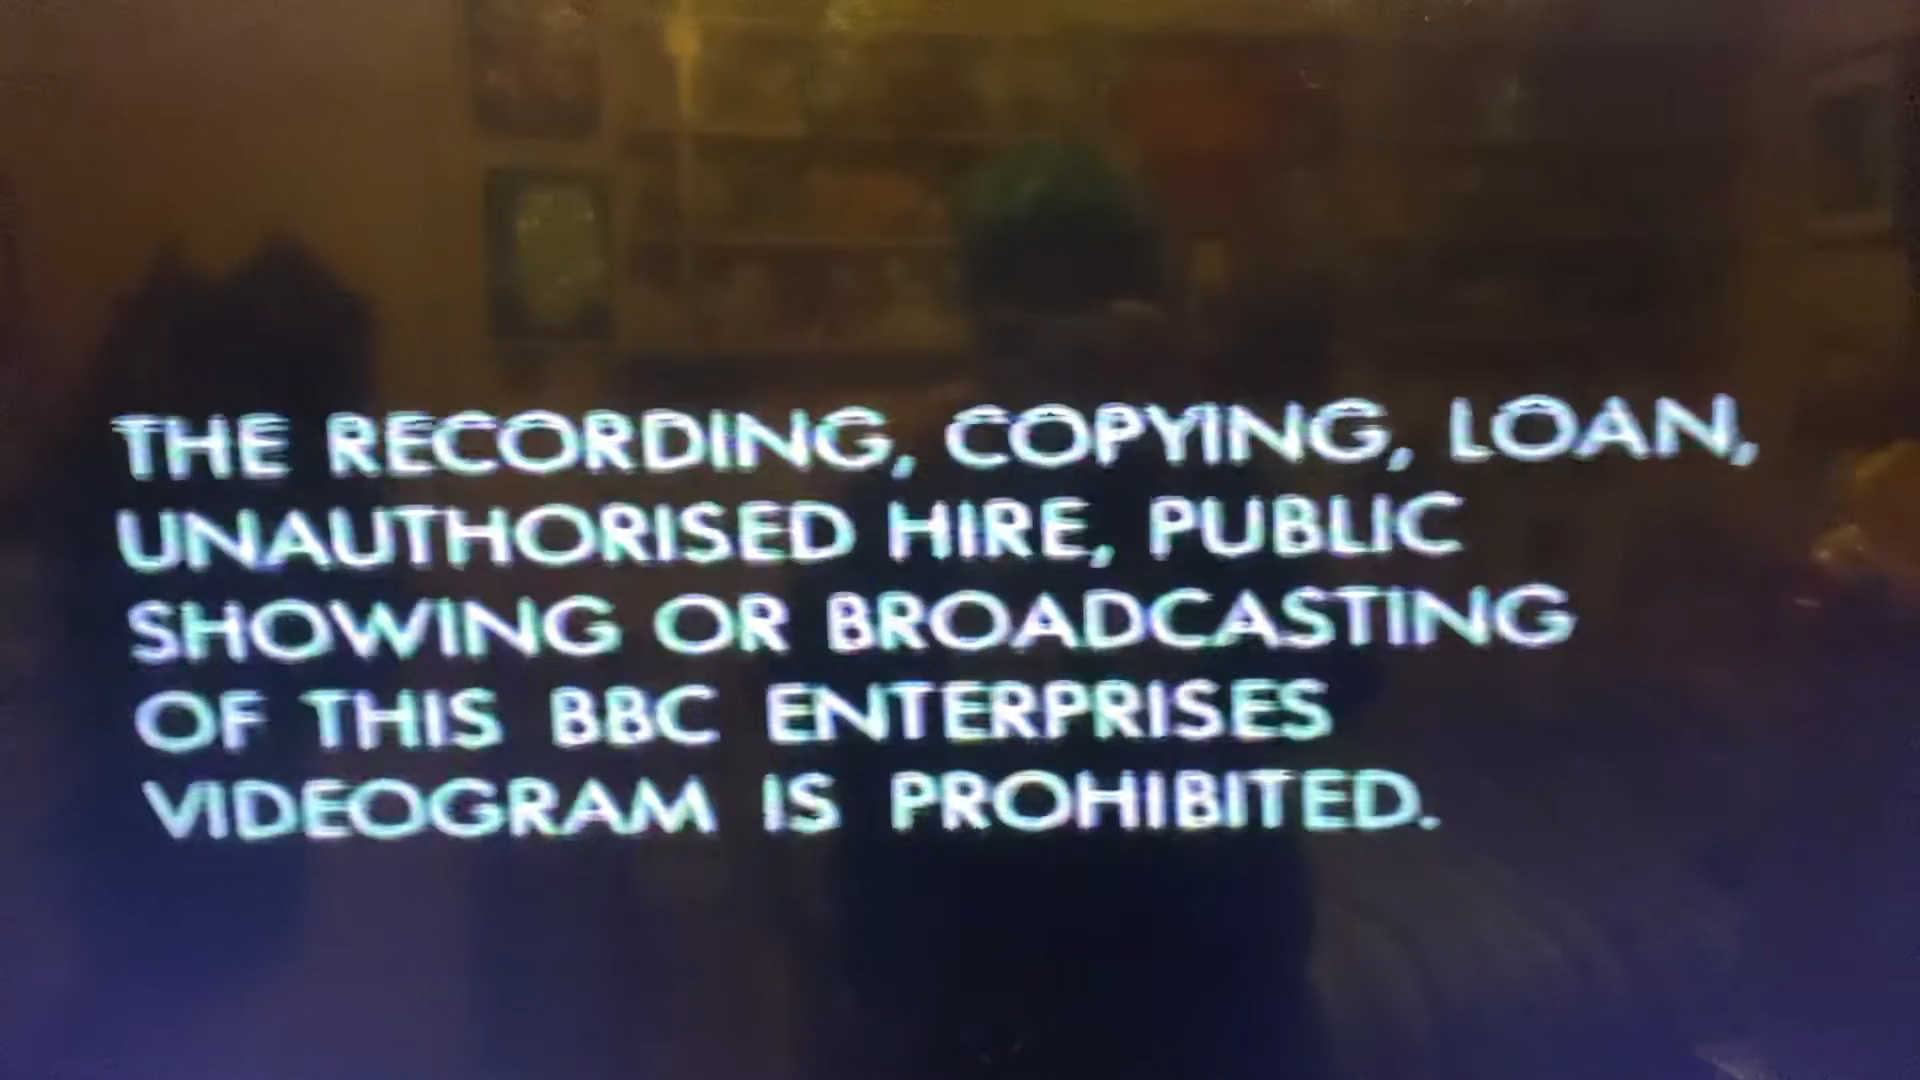 THE RECORDING, COPYING, LOAN,
UNAUTHORISED HIRE, PUBLIC
SHOWING OR BROADCASTING
OF THIS BBC ENTERPRISES
VIDEOGRAM IS PROHIBITED.